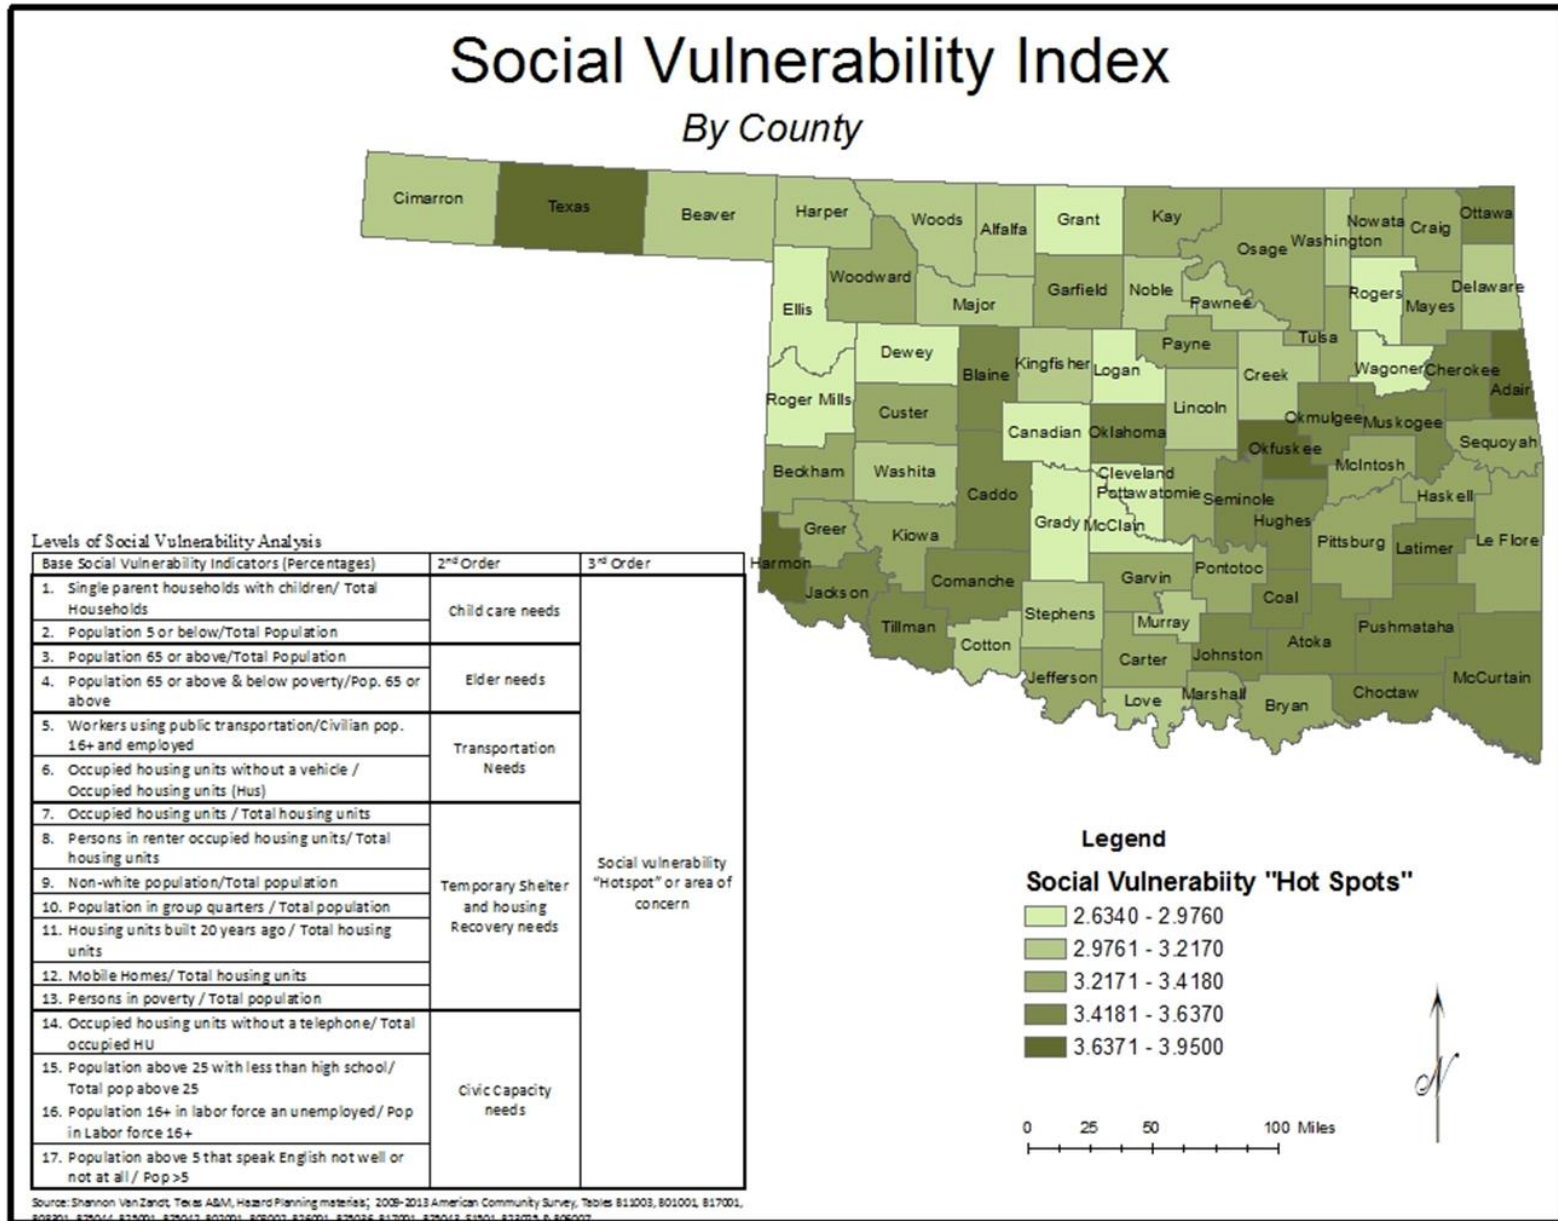 Social Vulnerability Index
By County
Cimarron
Texas
Beaver
Harper
Woods
Alfalfa
Grant
Kay
Osage
Washington
Nowata
Craig
Ottawa
Woodward
Ellis
Major
Garfield
Noble
Pawnee
Rogers
Mayes
Delaware
Dewey
Blaine
Kingfisher
Logan
Payne
Tulsa
Creek
Wagoner
Cherokee
Adair
Roger Mills
Custer
Canadian
Oklahoma
Lincoln
Okmulgee
Muskogee
Okfuskee
Sequoyah
McIntosh
Beckham
Washita
Caddo
Cleveland
Pottawatomie
Seminole
Haskell
Greer
Kiowa
Grady
McClain
Hughes
Pittsburg
Latimer
Le Flore
Harmon
Jackson
Comanche
Garvin
Pontotoc
Coal
Tillman
Stephens
Murray
Cotton
Johnston
Atoka
Pushmataha
Jefferson
Carter
Love
Marshall
Bryan
Choctaw
McCurtain
Levels of Social Vulnerability Analysis
Base Social Vulnerability Indicators (Percentages)
2nd Order
3rd Order
1. Single parent households with children/ Total
Households
2. Population 5 or below/Total Population
Child care needs
3. Population 65 or above/Total Population
4. Population 65 or above & below poverty/Pop. 65 or
above
Elder needs
5. Workers using public transportation/Civilian pop.
16+ and employed
6. Occupied housing units without a vehicle /
Occupied housing units (Hus)
Transportation
Needs
7. Occupied housing units / Total housing units
8. Persons in renter occupied housing units/ Total
housing units
9. Non-white population/Total population
10. Population in group quarters / Total population
11. Housing units built 20 years ago / Total housing
units
12. Mobile Homes/ Total housing units
13. Persons in poverty / Total population
Temporary Shelter
and housing
Recovery needs
14. Occupied housing units without a telephone/ Total
occupied HU
15. Population above 25 with less than high school/
Total pop above 25
16. Population 16+ in labor force an unemployed/ Pop
in Labor force 16+
17. Population above 5 that speak English not well or
not at all / Pop >5
Civic Capacity
needs
Social vulnerability
"Hotspot" or area of
concern
Source: Shannon Van Zandt, Texas A&M, Hazard Planning materials; 2009-2013 American Community Survey, Tables B11003, B01001, B17001,
Legend
Social Vulnerabiity "Hot Spots"
2.6340 - 2.9760
2.9761 - 3.2170
3.2171 - 3.4180
3.4181 - 3.6370
3.6371 - 3.9500
0 25 50 100 Miles
N